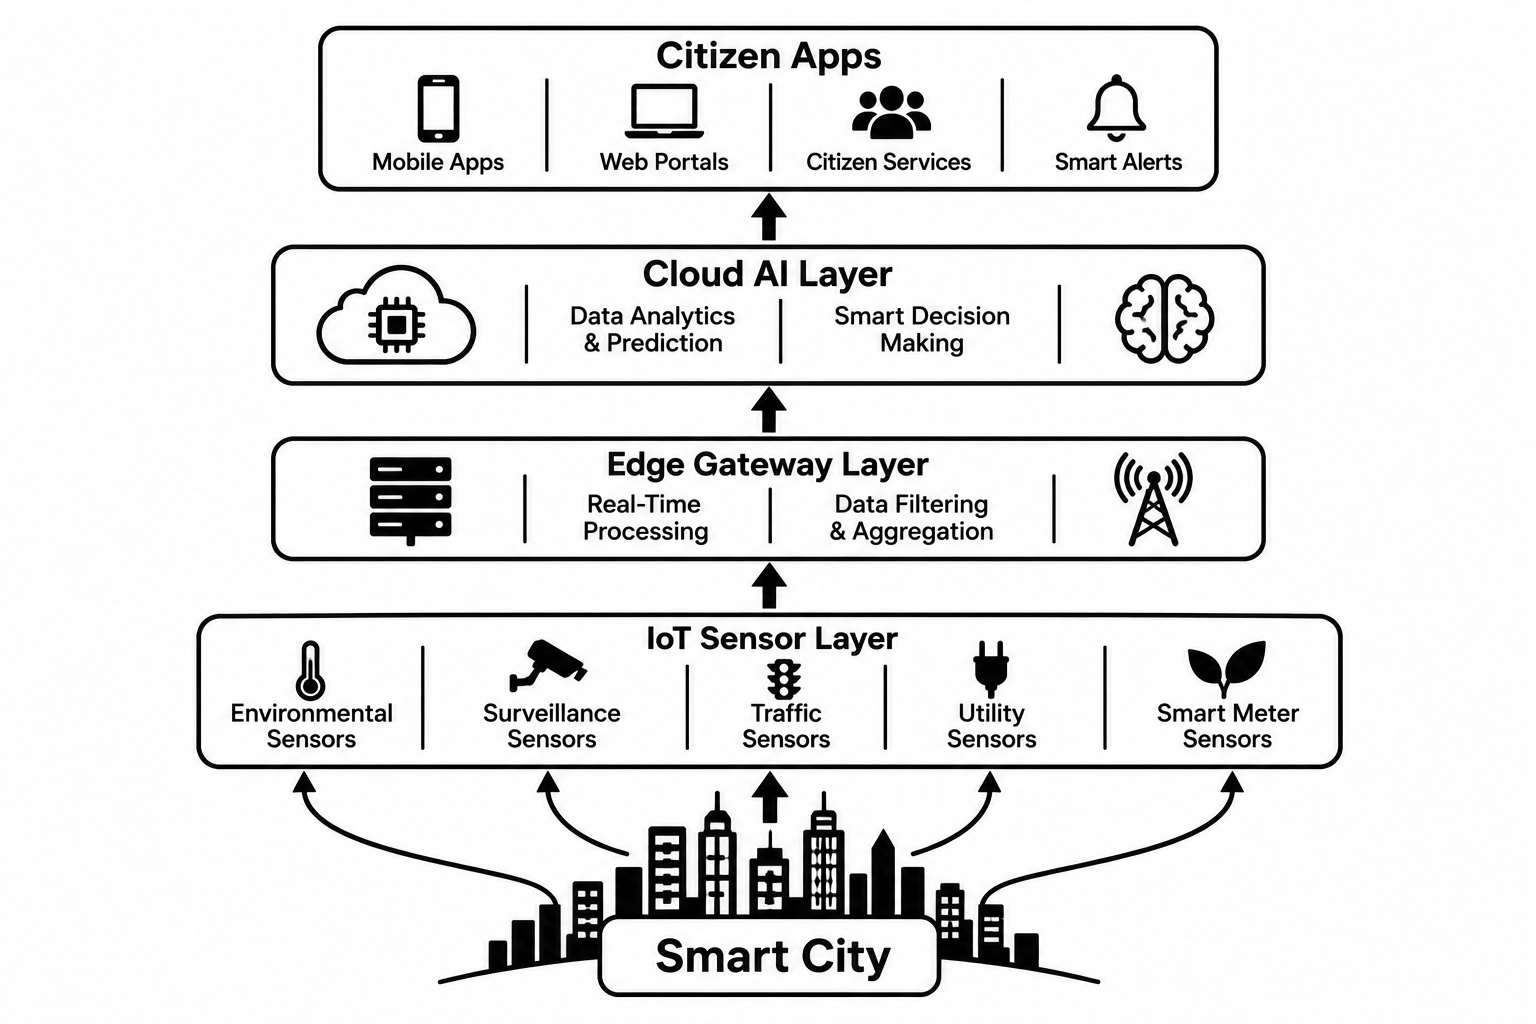 Citizen Apps
Mobile Apps
Web Portals
Citizen Services
Smart Alerts
Cloud AI Layer
Data Analytics
& Prediction
Smart Decision
Making
Edge Gateway Layer
Real-Time
Processing
Data Filtering
& Aggregation
IoT Sensor Layer
Environmental
Sensors
Surveillance
Sensors
Traffic
Sensors
Utility
Sensors
Smart Meter
Sensors
Smart City